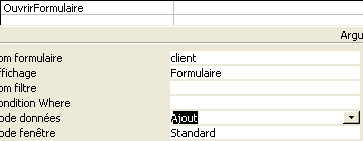 OuvrirFormulaire
Argu
om formulaire client
ffichage Formulaire
om filtre
ondition Where
ode données Ajout
ode fenêtre Standard